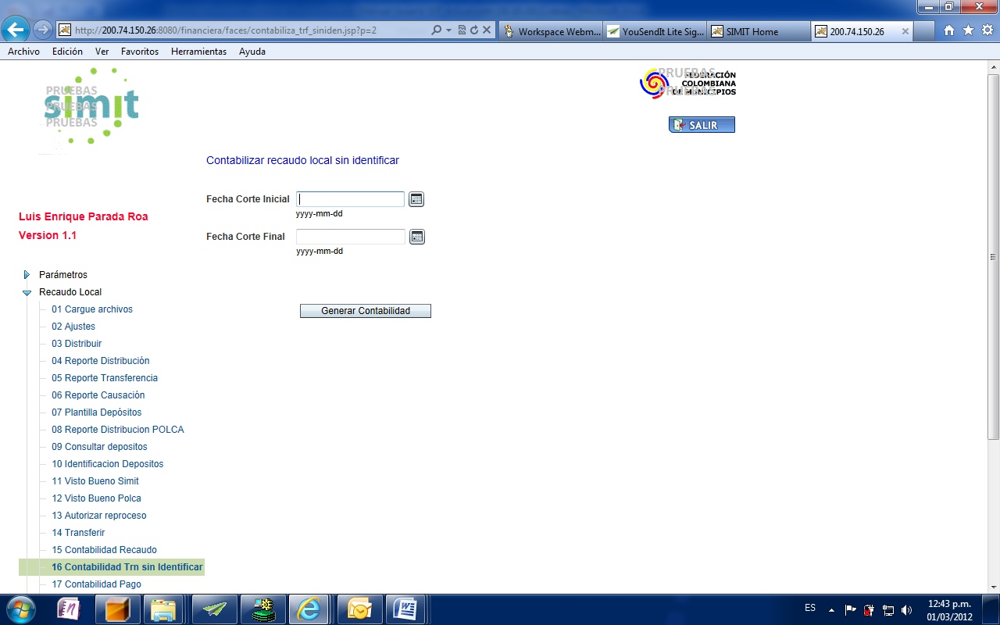 http://200.74.150.26:8080/financiera/faces/contabiliza_trf_siniden.jsp?p=2
Workspace Webm...
YouSendIt Lite Sig...
SIMIT Home
200.74.150.26
Archivo Edición Ver Favoritos Herramientas Ayuda
PRUEBAS
PRUEBAS
PRUEBAS
simit
PRUEBAS
PRUEBAS
FEDERACIÓN
COLOMBIANA
DE MUNICIPIOS
SALIR
Contabilizar recaudo local sin identificar
Fecha Corte Inicial
yyyy-mm-dd
Fecha Corte Final
yyyy-mm-dd
Generar Contabilidad
Luis Enrique Parada Roa
Version 1.1
Parámetros
Recaudo Local
01 Cargue archivos
02 Ajustes
03 Distribuir
04 Reporte Distribución
05 Reporte Transferencia
06 Reporte Causación
07 Plantilla Depósitos
08 Reporte Distribucion POLCA
09 Consultar depositos
10 Identificacion Depositos
11 Visto Bueno Simit
12 Visto Bueno Polca
13 Autorizar reproceso
14 Transferir
15 Contabilidad Recaudo
16 Contabilidad Trn sin Identificar
17 Contabilidad Pago
ES
12:43 p.m.
01/03/2012